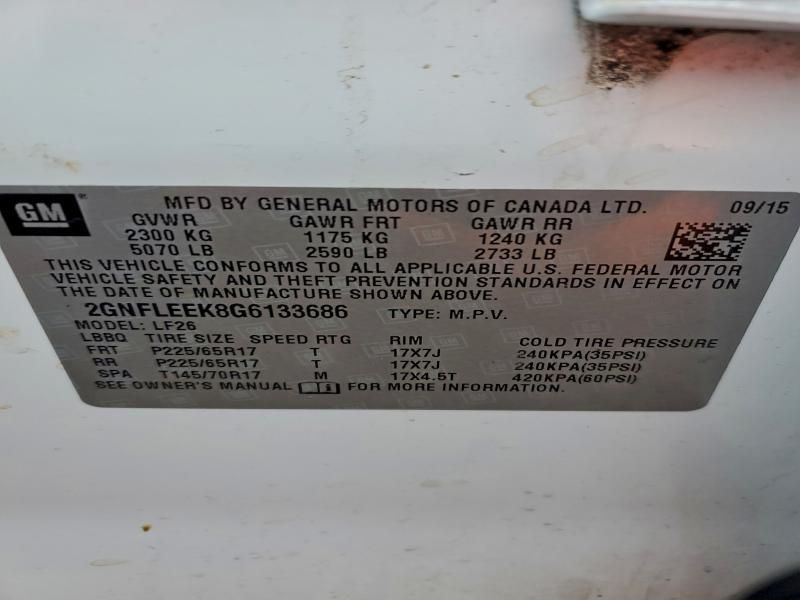 GM ® MFD BY GENERAL MOTORS OF CANADA LTD. 09/15
GVWR GAWR FRT GAWR RR
2300 KG 1175 KG 1240 KG
5070 LB 2590 LB 2733 LB
THIS VEHICLE CONFORMS TO ALL APPLICABLE U.S. FEDERAL MOTOR
VEHICLE SAFETY AND THEFT PREVENTION STANDARDS IN EFFECT ON
THE DATE OF MANUFACTURE SHOWN ABOVE.
2GNFLEEK8G6133686 TYPE: M.P.V.
MODEL: LF26
LBBQ TIRE SIZE SPEED RTG RIM COLD TIRE PRESSURE
FRT P225/65R17 T 17X7J 240KPA(35PSI)
RR P225/65R17 T 17X7J 240KPA(35PSI)
SPA T145/70R17 M 17X4.5T 420KPA(60PSI)
SEE OWNER'S MANUAL FOR MORE INFORMATION.